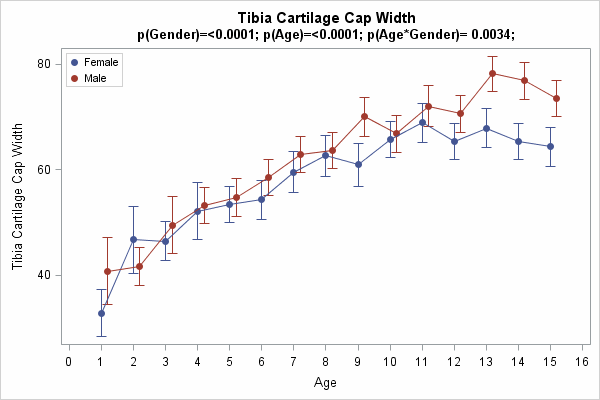 Tibia Cartilage Cap Width
p(Gender)=<0.0001; p(Age)=<0.0001; p(Age*Gender)= 0.0034;
Female
Male
80
60
40
Tibia Cartilage Cap Width
0 1 2 3 4 5 6 7 8 9 10 11 12 13 14 15 16
Age